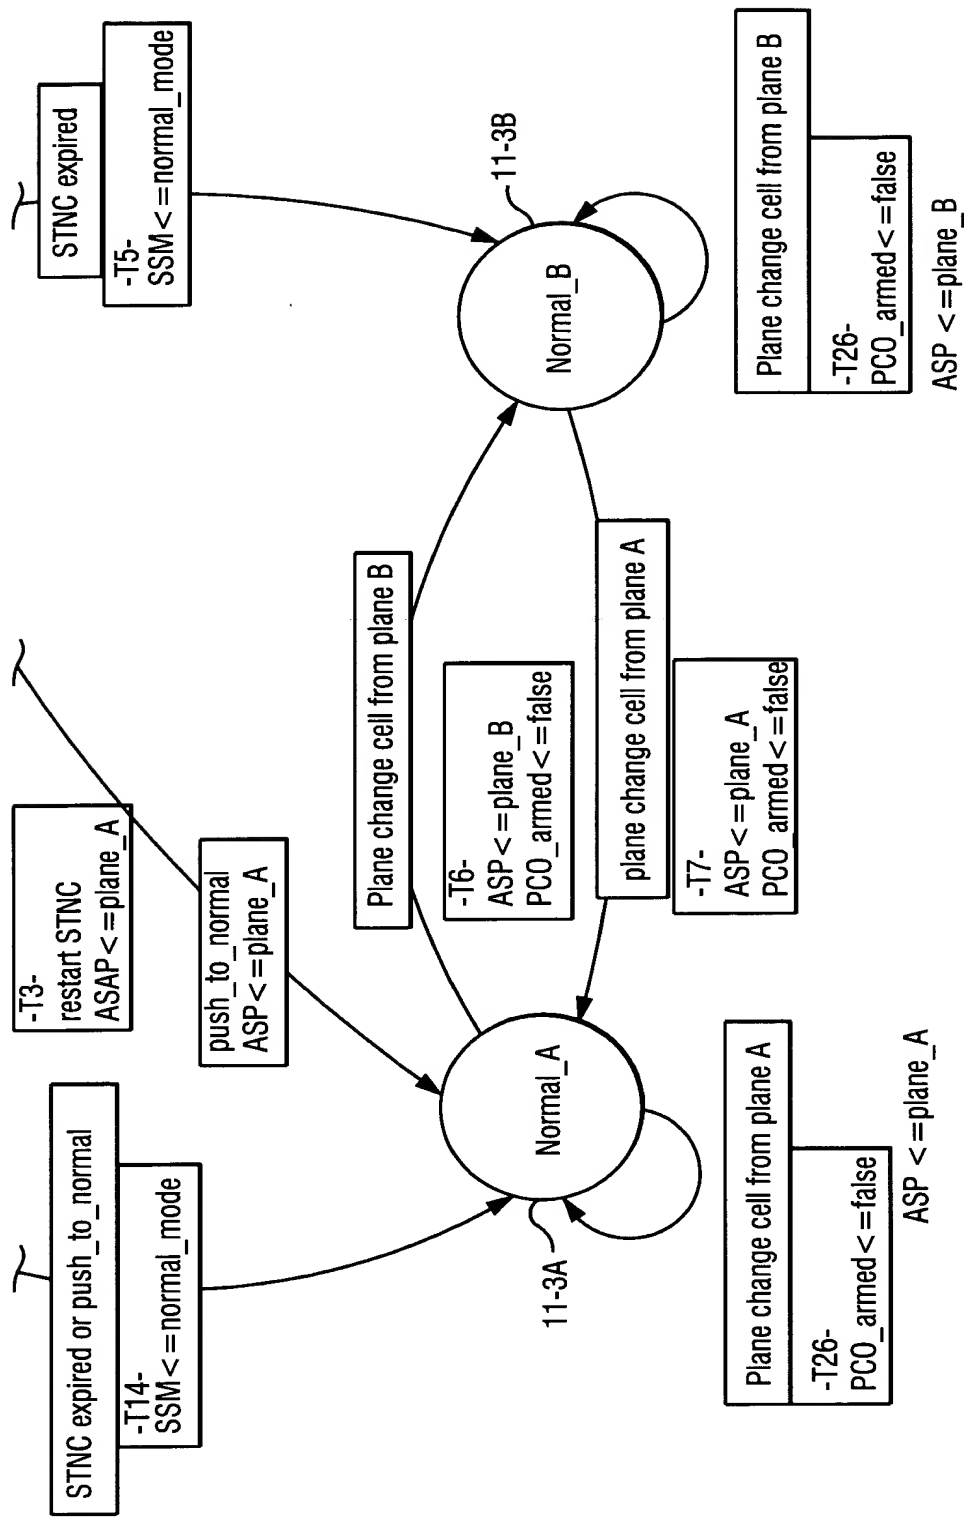 STNC expired or push_to_normal
-T14-
SSM<=normal_mode
-T3-
restart STNC
ASAP<=plane_A
push_to_normal
ASP<=plane_A
STNC expired
-T5-
SSM<=normal_mode
Plane change cell from plane B
-T6-
ASP<=plane_B
PCO_armed<=false
plane change cell from plane A
-T7-
ASP<=plane_A
PCO_armed<=false
Normal_A
11-3A
Normal_B
11-3B
Plane change cell from plane A
-T26-
PCO_armed<=false
ASP <=plane_A
Plane change cell from plane B
-T26-
PCO_armed<=false
ASP <=plane_B